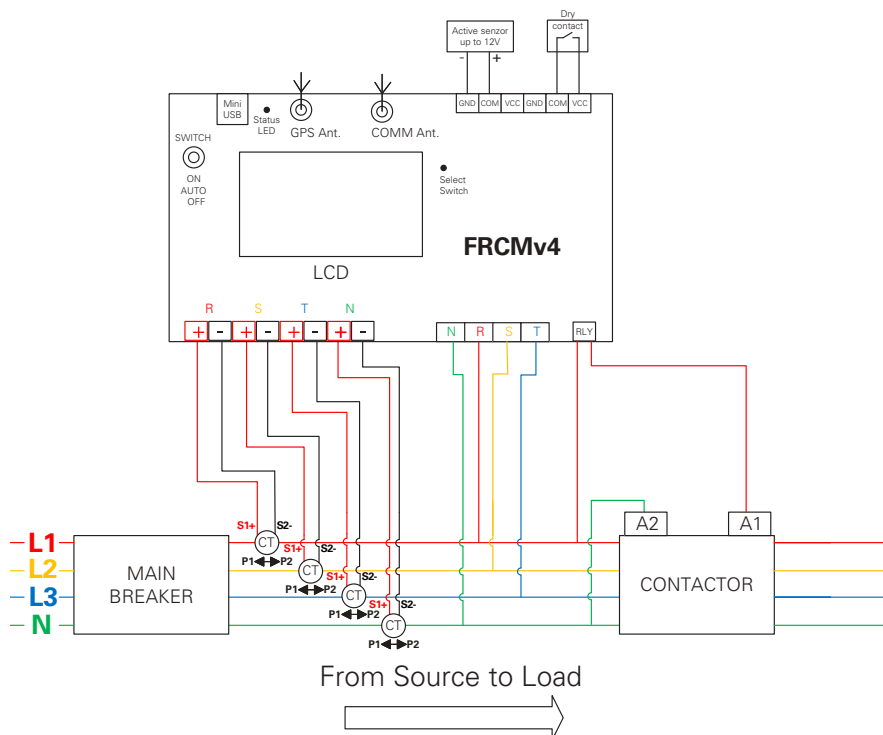 Active senzor
up to 12V
- +
Dry
contact
GND COM VCC GND COM VCC
Mini
USB
Status
LED
GPS Ant.
COMM Ant.
SWITCH
ON
AUTO
OFF
Select
Switch
FRCMv4
LCD
R S T N
+ - + - + - + -
N R S T
RLY
S1+ S2-
CT
P1 P2
S1+ S2-
CT
P1 P2
S1+ S2-
CT
P1 P2
S1+ S2-
CT
P1 P2
L1
L2
L3
N
MAIN
BREAKER
A2 A1
CONTACTOR
From Source to Load